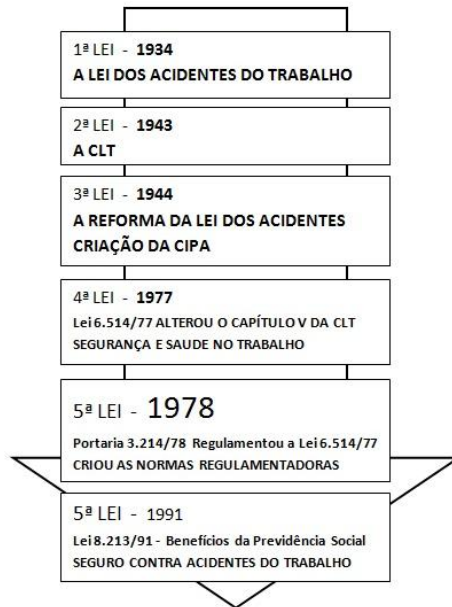 1ª LEI - 1934
A LEI DOS ACIDENTES DO TRABALHO
2ª LEI - 1943
A CLT
3ª LEI - 1944
A REFORMA DA LEI DOS ACIDENTES
CRIAÇÃO DA CIPA
4ª LEI - 1977
Lei 6.514/77 ALTEROU O CAPÍTULO V DA CLT
SEGURANÇA E SAUDE NO TRABALHO
5ª LEI - 1978
Portaria 3.214/78 Regulamentou a Lei 6.514/77
CRIOU AS NORMAS REGULAMENTADORAS
5ª LEI - 1991
Lei 8.213/91 - Benefícios da Previdência Social
SEGURO CONTRA ACIDENTES DO TRABALHO